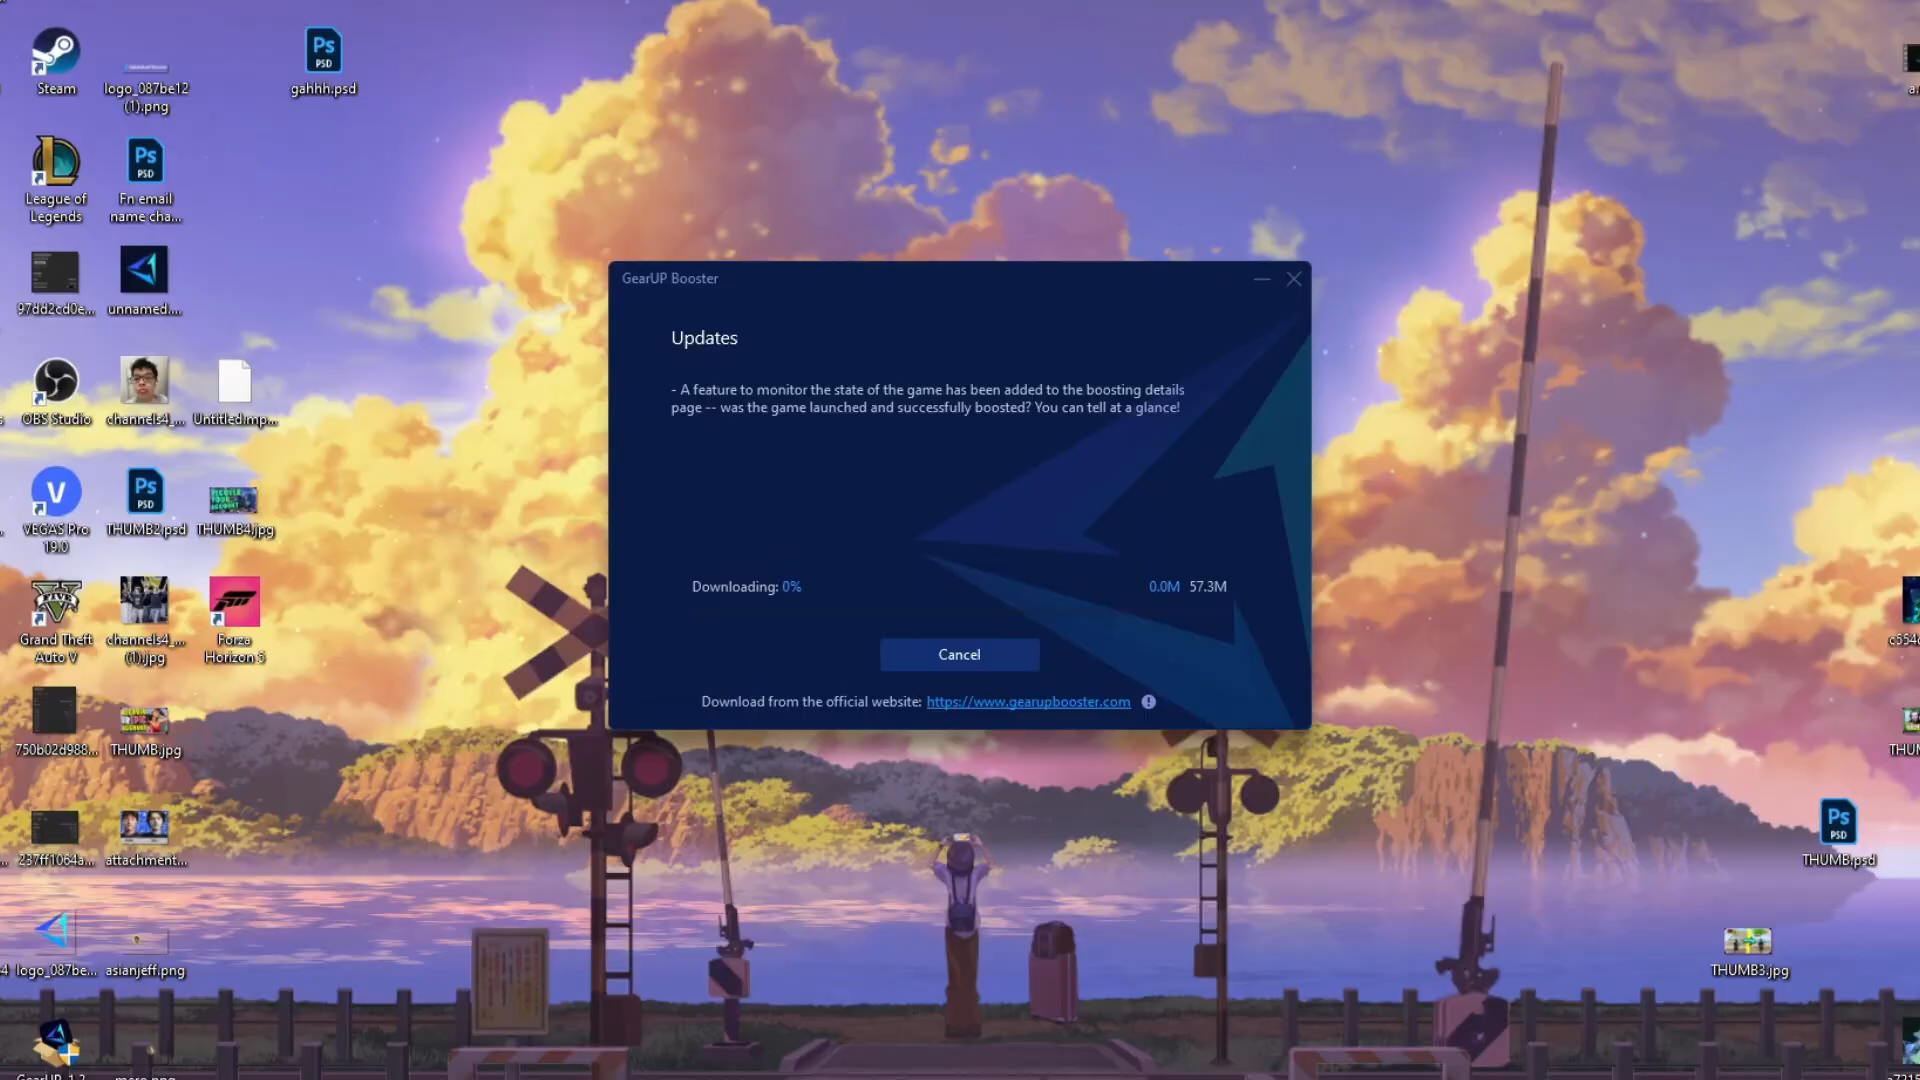 Steam
logo_087be12
(1).png
gahhh.psd
League of
Legends
Fn email
name cha...
97dd2cd0e...
unnamed....
OBS Studio
channels4_...
Untitled.mp...
VEGAS Pro
19.0
THUMB2.psd
THUMB4.jpg
Grand Theft
Auto V
channels4_...
(1).jpg
Forza
Horizon 5
750b02d988...
THUMB.jpg
237ff1064a...
attachment...
logo_087be...
asianjeff.png
GearUP Booster
Updates
- A feature to monitor the state of the game has been added to the boosting details
page -- was the game launched and successfully boosted? You can tell at a glance!
Downloading: 0%
0.0M 57.3M
Cancel
Download from the official website: https://www.gearupbooster.com
THUMB.psd
THUMB3.jpg